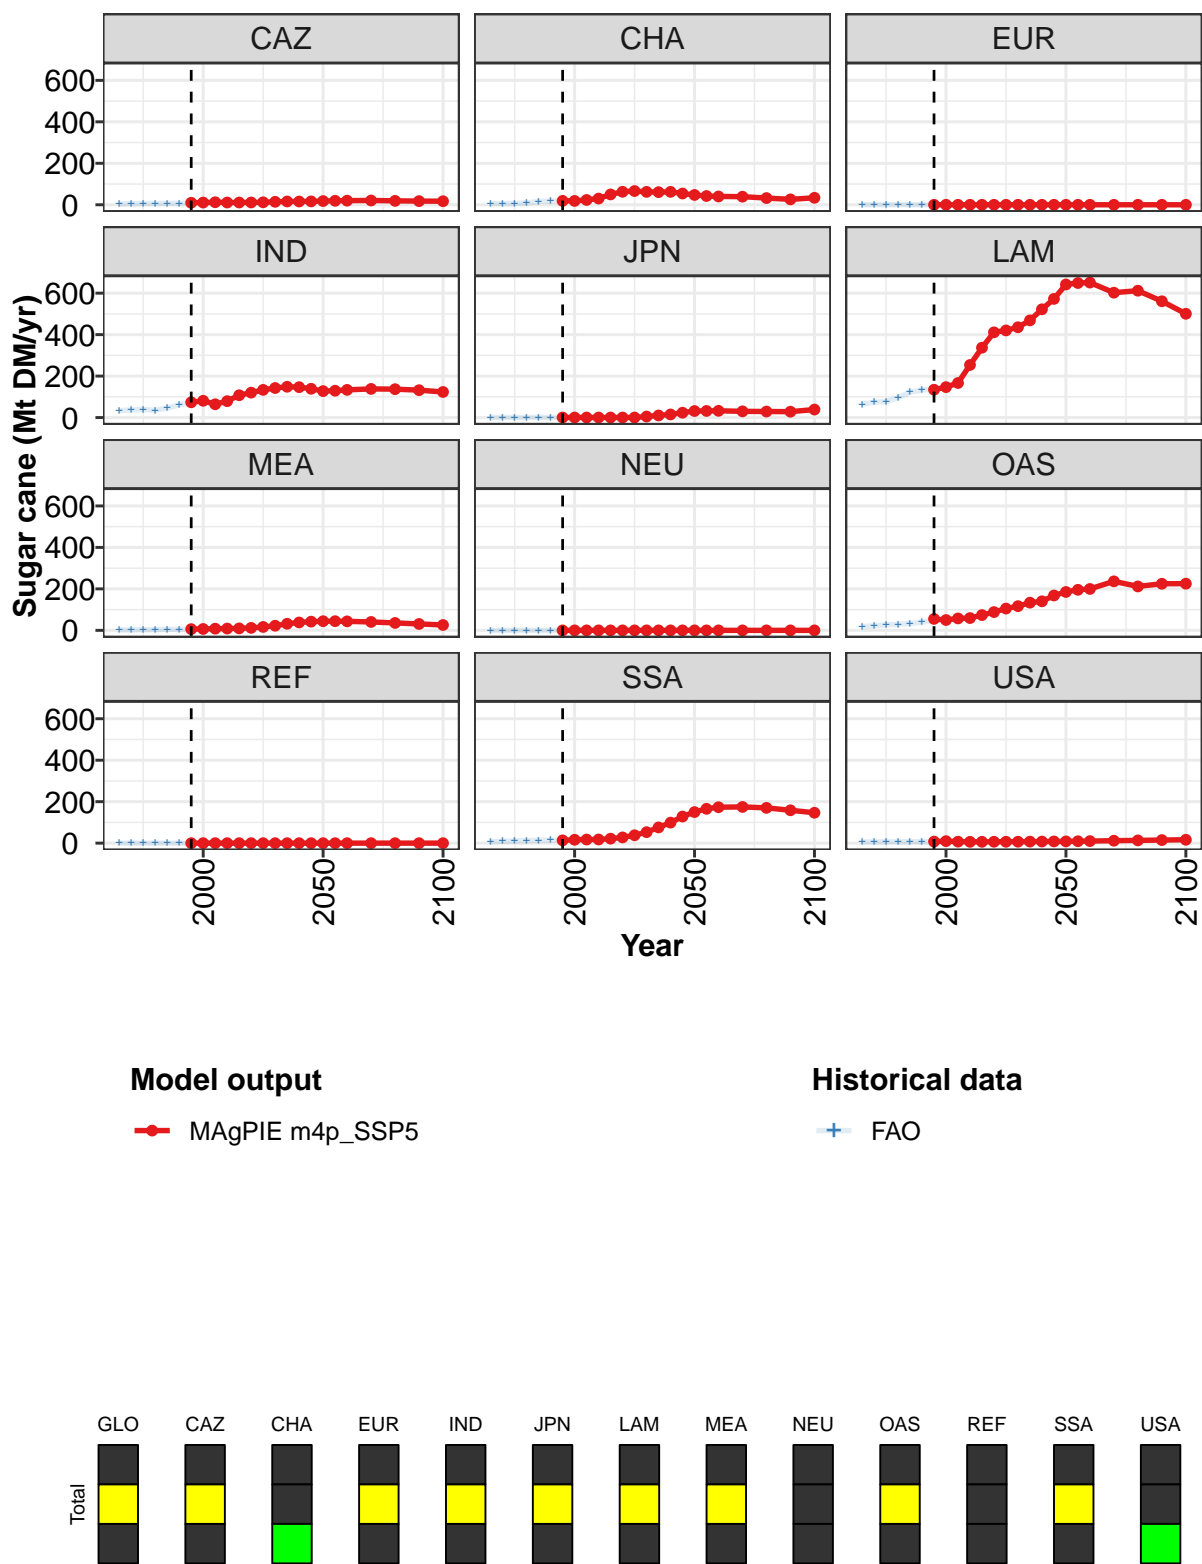 CAZ CHA EUR
600
400
200
0
IND JPN LAM
600
400
200
0
MEA NEU OAS
600
400
200
0
REF SSA USA
600
400
200
0
Sugar cane (Mt DM/yr)
2000 2050 2100 2000 2050 2100 2000 2050 2100
Year
Model output Historical data
MAgPIE m4p_SSP5 FAO
GLO CAZ CHA EUR IND JPN LAM MEA NEU OAS REF SSA USA
Total